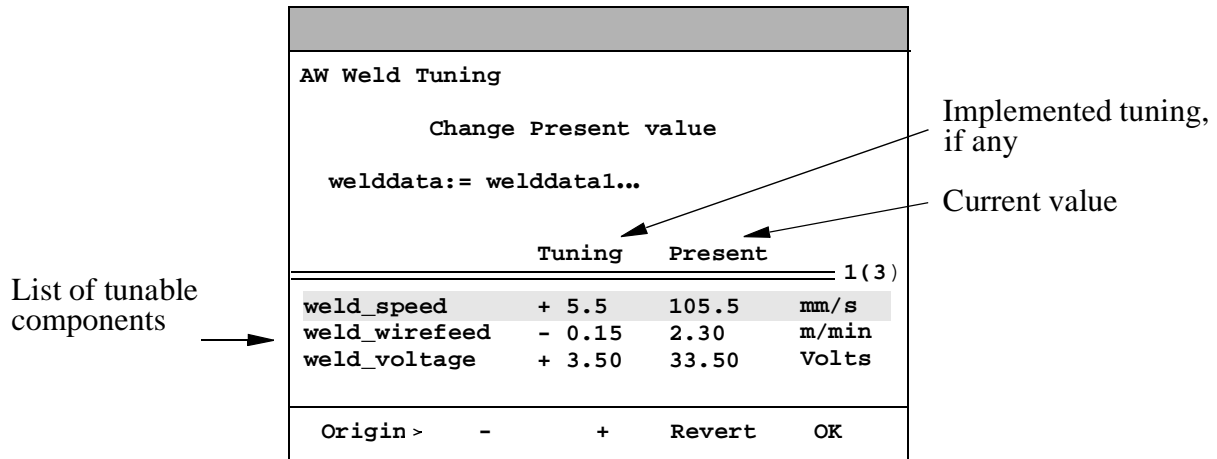 AW Weld Tuning
Change Present value
welddata:= welddata1...
Tuning Present
1(3)
weld_speed + 5.5 105.5 mm/s
weld_wirefeed - 0.15 2.30 m/min
weld_voltage + 3.50 33.50 Volts
Origin > - + Revert OK
Implemented tuning,
if any
Current value
List of tunable
components